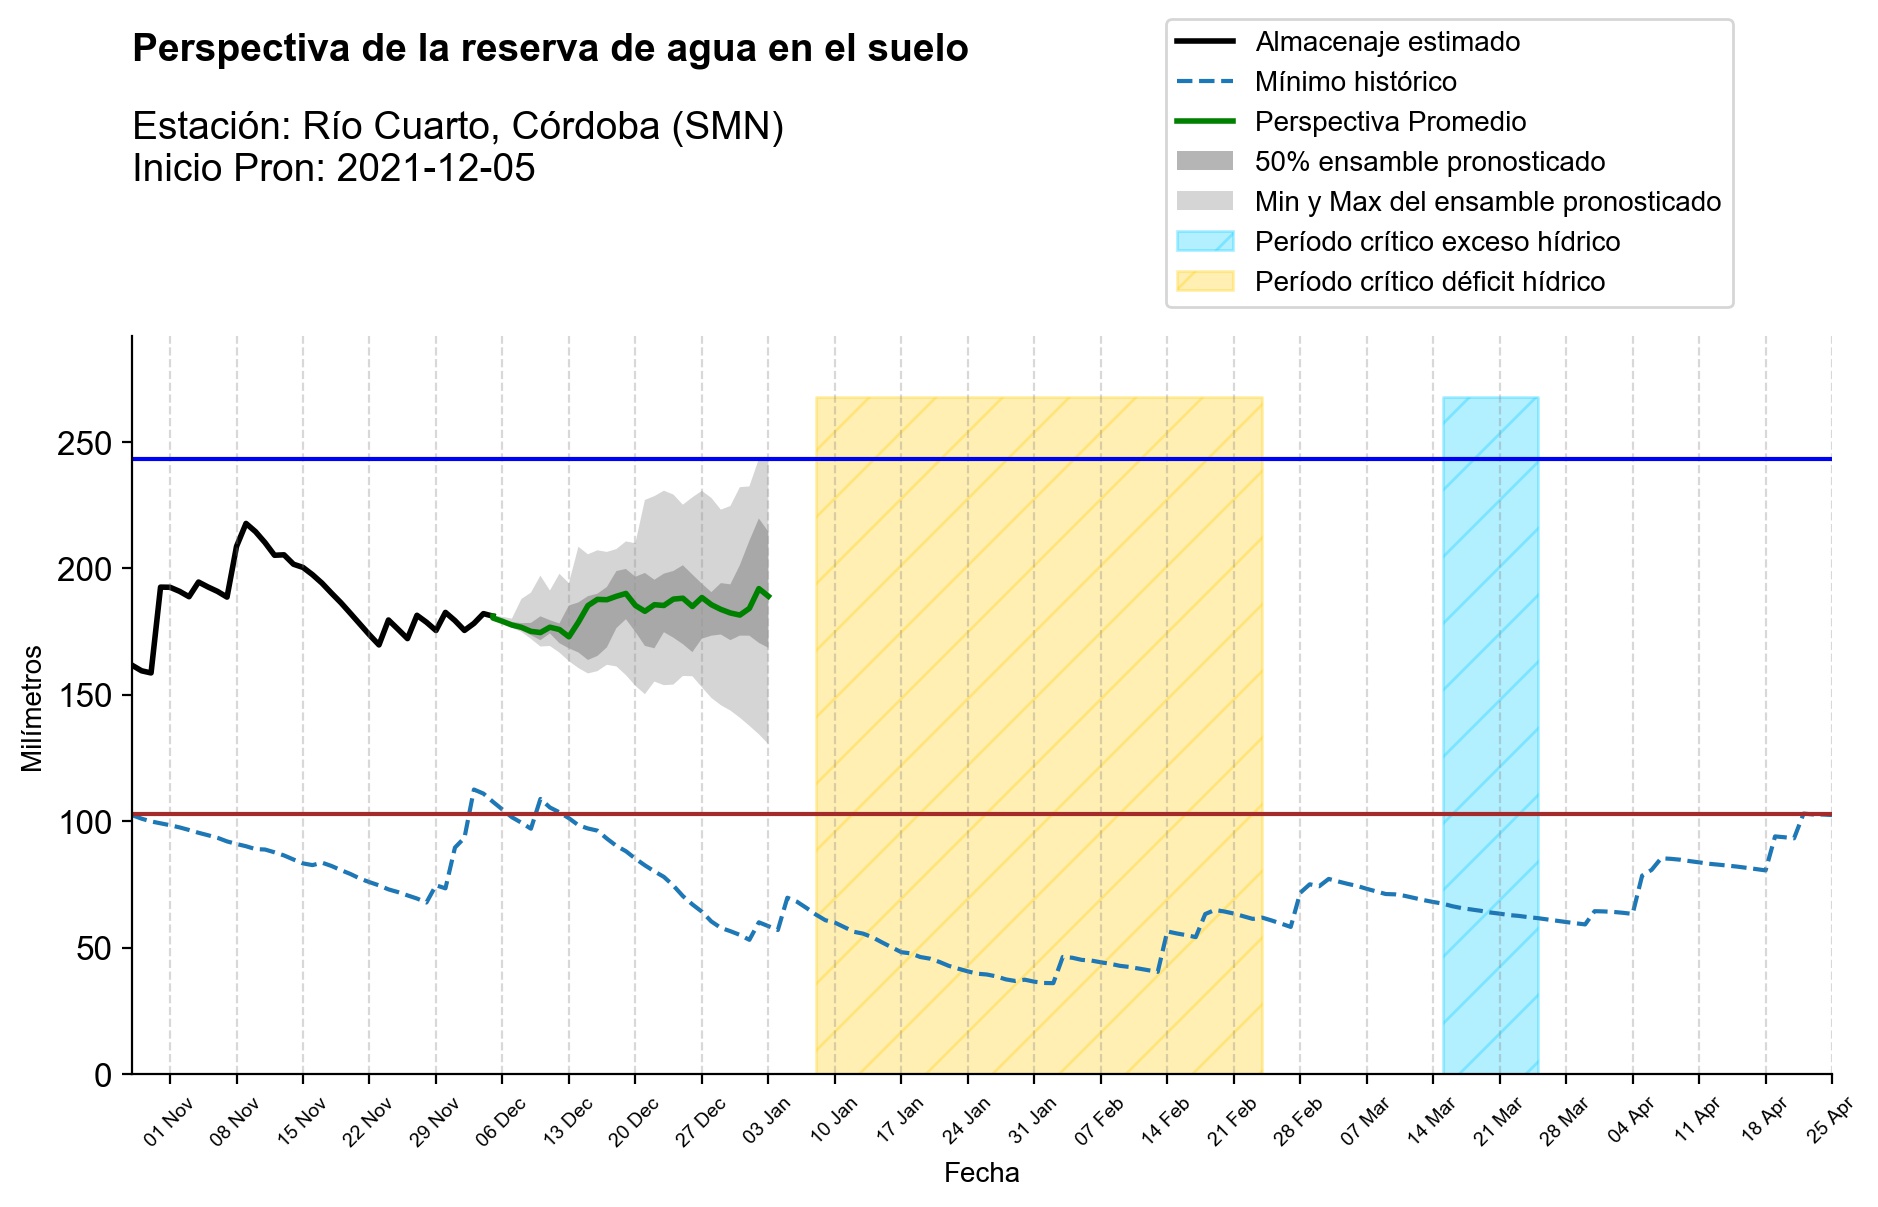 Perspectiva de la reserva de agua en el suelo
Estación: Río Cuarto, Córdoba (SMN)
Inicio Pron: 2021-12-05
Almacenaje estimado
Mínimo histórico
Perspectiva Promedio
50% ensamble pronosticado
Min y Max del ensamble pronosticado
Período crítico exceso hídrico
Período crítico déficit hídrico
Milímetros
250
200
150
100
50
0
01 Nov
08 Nov
15 Nov
22 Nov
29 Nov
06 Dec
13 Dec
20 Dec
27 Dec
03 Jan
10 Jan
17 Jan
24 Jan
31 Jan
07 Feb
14 Feb
21 Feb
28 Feb
07 Mar
14 Mar
21 Mar
28 Mar
04 Apr
11 Apr
18 Apr
25 Apr
Fecha